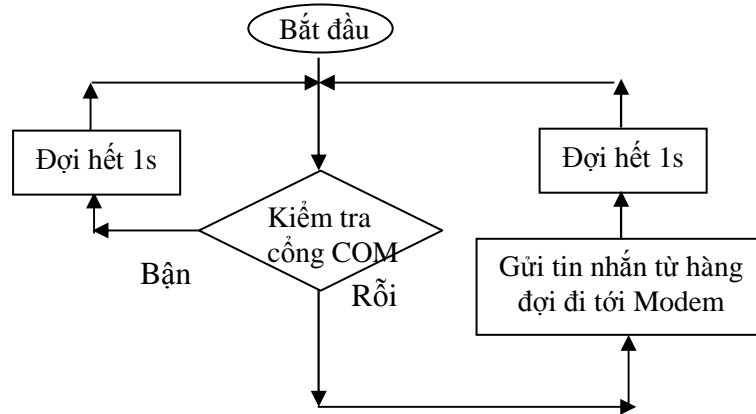 Bắt đầu
Đợi hết 1s
Đợi hết 1s
Kiểm tra
cổng COM
Bận
Rỗi
Gửi tin nhắn từ hàng
đợi đi tới Modem